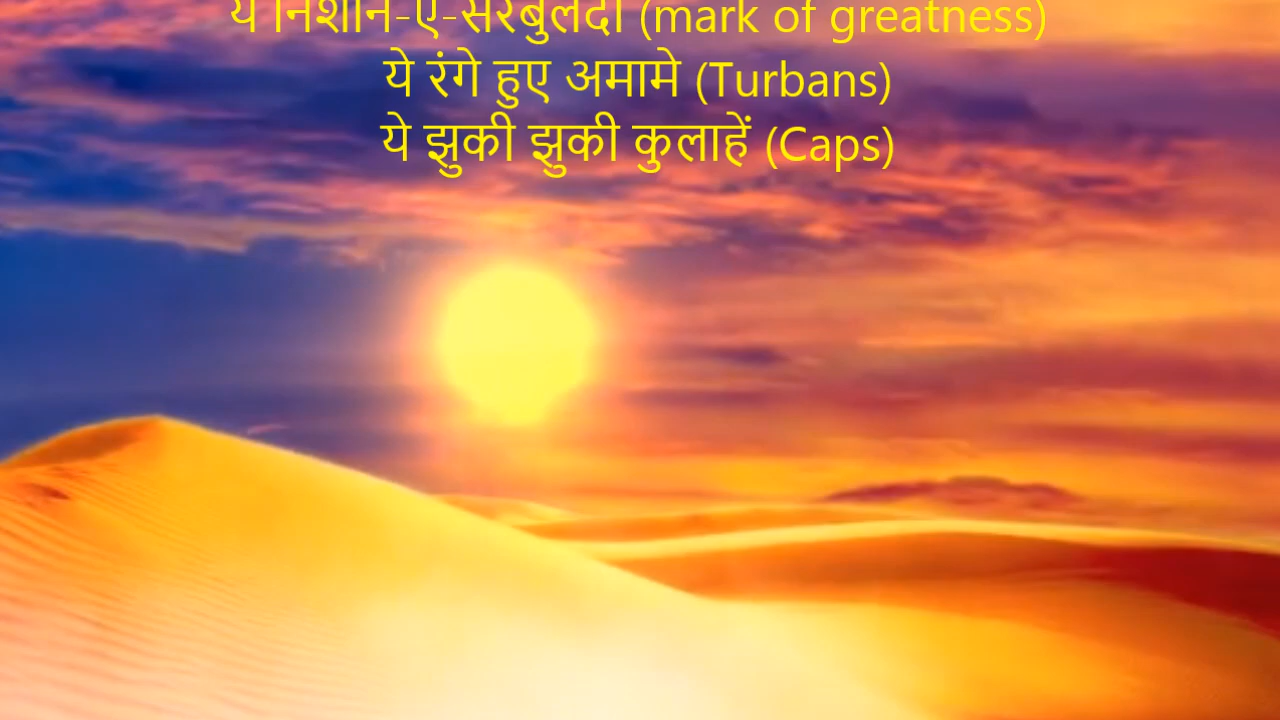 ये निशान-ए-सरबुलंदी (mark of greatness)
ये रंगे हुए अमामे (Turbans)
ये झुकी झुकी कुलाहें (Caps)